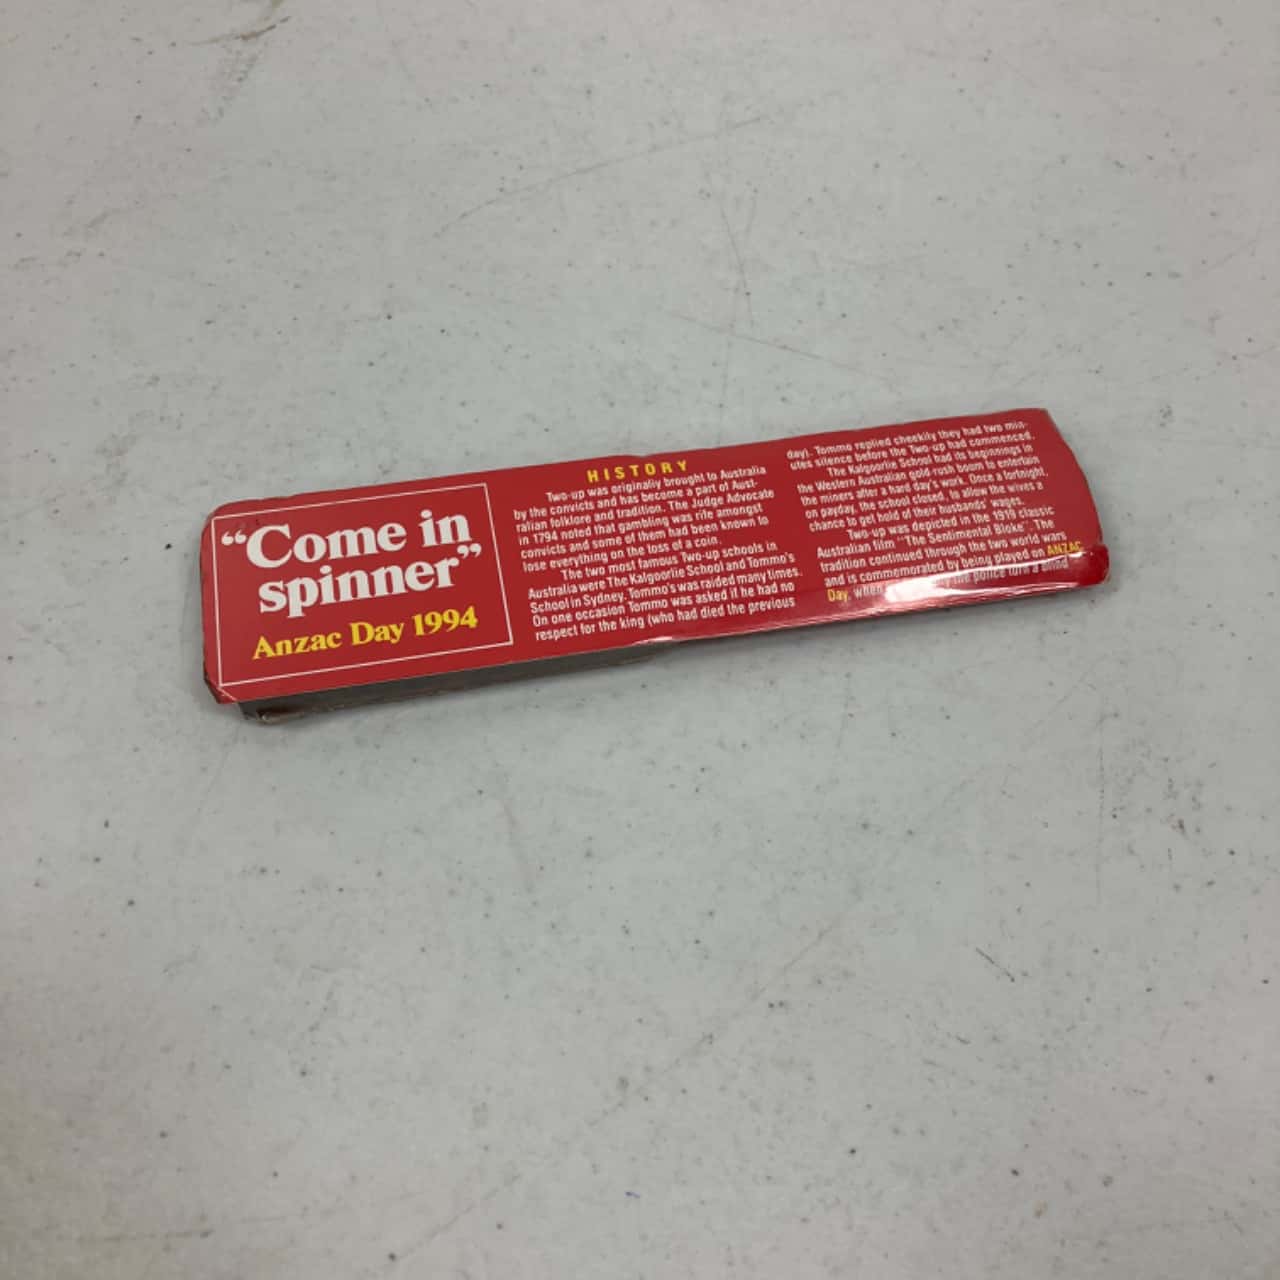 “Come in
spinner”
Anzac Day 1994
HISTORY
Two-up was originally brought to Australia
by the convicts and has become a part of Aust-
ralian folklore and tradition. The Judge Advocate
in 1794 noted that gambling was rife amongst
convicts and some of them had been known to
lose everything on the loss of a coin.
The two most famous Two-up schools in
Australia were The Kalgoorlie School and Tommo's
School in Sydney. Tommo's was raided many times.
On one occasion Tommo was asked if he had no
respect for the king (who had died the previous
day). Tommo replied cheekily they had two min-
utes silence before the Two-up had commenced.
The Kalgoorlie School had its beginnings in
the Western Australian gold-rush boom to entertain
the miners after a hard day's work. Once a fortnight,
on payday, the school closed, to allow the wives a
chance to get hold of their husbands' wages.
Two-up was depicted in the 1919 classic
Australian film “The Sentimental Bloke”. The
tradition continued through the two world wars
and is commemorated by being played on ANZAC
Day, when the police turn a blind